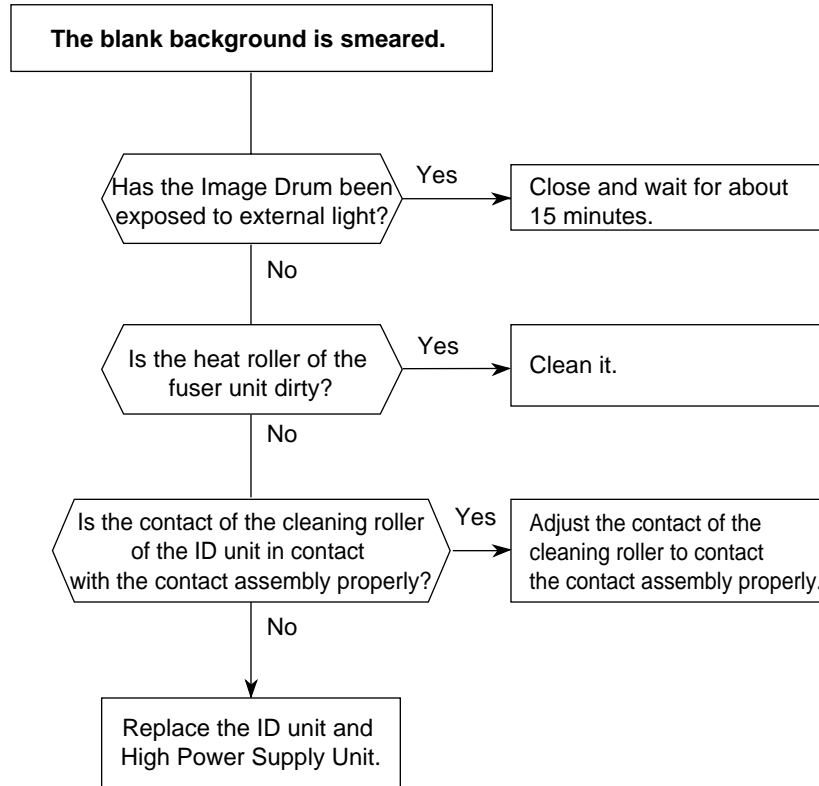 The blank background is smeared.
Has the Image Drum been
exposed to external light?
Yes
Close and wait for about
15 minutes.
No
Is the heat roller of the
fuser unit dirty?
Yes
Clean it.
No
Is the contact of the cleaning roller
of the ID unit in contact
with the contact assembly properly?
Yes
Adjust the contact of the
cleaning roller to contact
the contact assembly properly.
No
Replace the ID unit and
High Power Supply Unit.